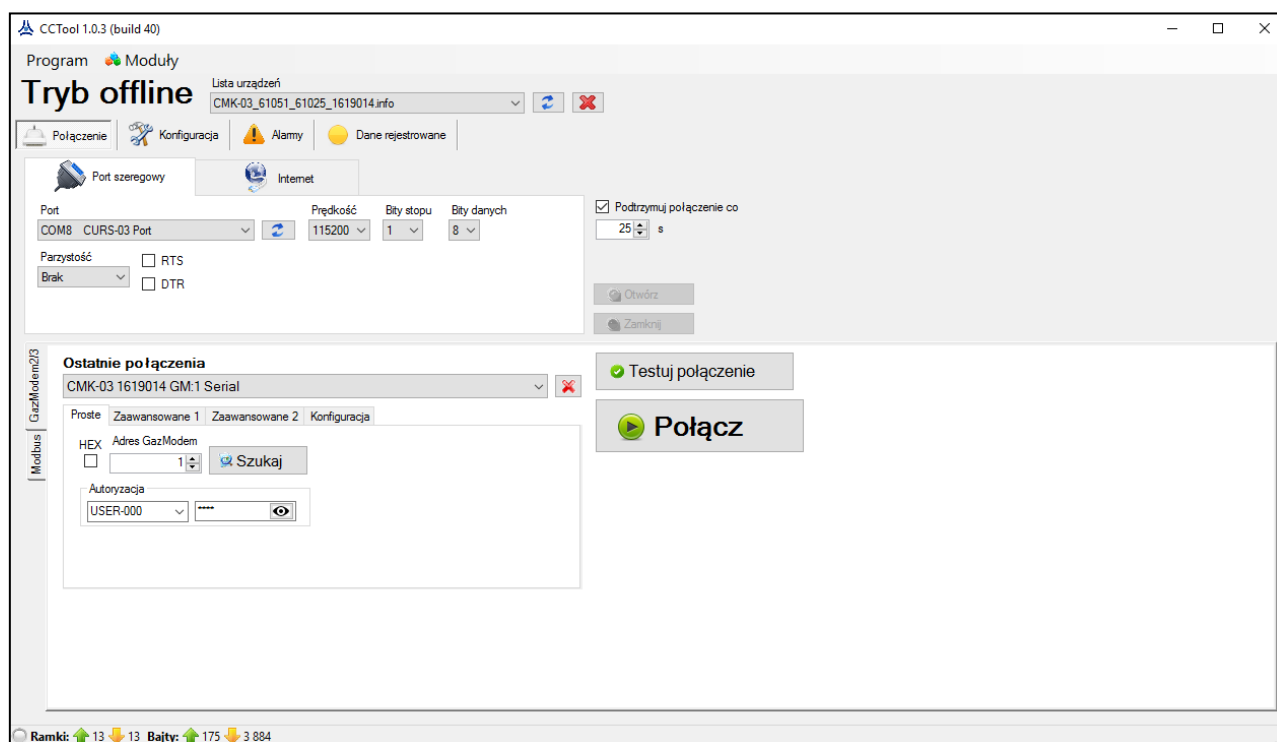 CCTool 1.0.3 (build 40)
Program Moduły
Tryb offline
Lista urządzeń
CMK-03_61051_61025_1619014.info
Połączenie Konfiguracja Alarmy Dane rejestrowane
Port szeregowy Internet
Port Prędkość Bity stopu Bity danych
COM8 CURS-03 Port 115200 1 8
Parzystość
Brak
RTS
DTR
Podtrzymuj połączenie co
25 s
Otwórz
Zamknij
GazModem2/3
Modbus
Ostatnie połączenia
CMK-03 1619014 GM:1 Serial
Proste Zaawansowane 1 Zaawansowane 2 Konfiguracja
HEX Adres GazModem
1 Szukaj
Autoryzacja
USER-000 ****
Testuj połączenie
Połącz
Ramki: 13 13 Bajty: 175 3 884